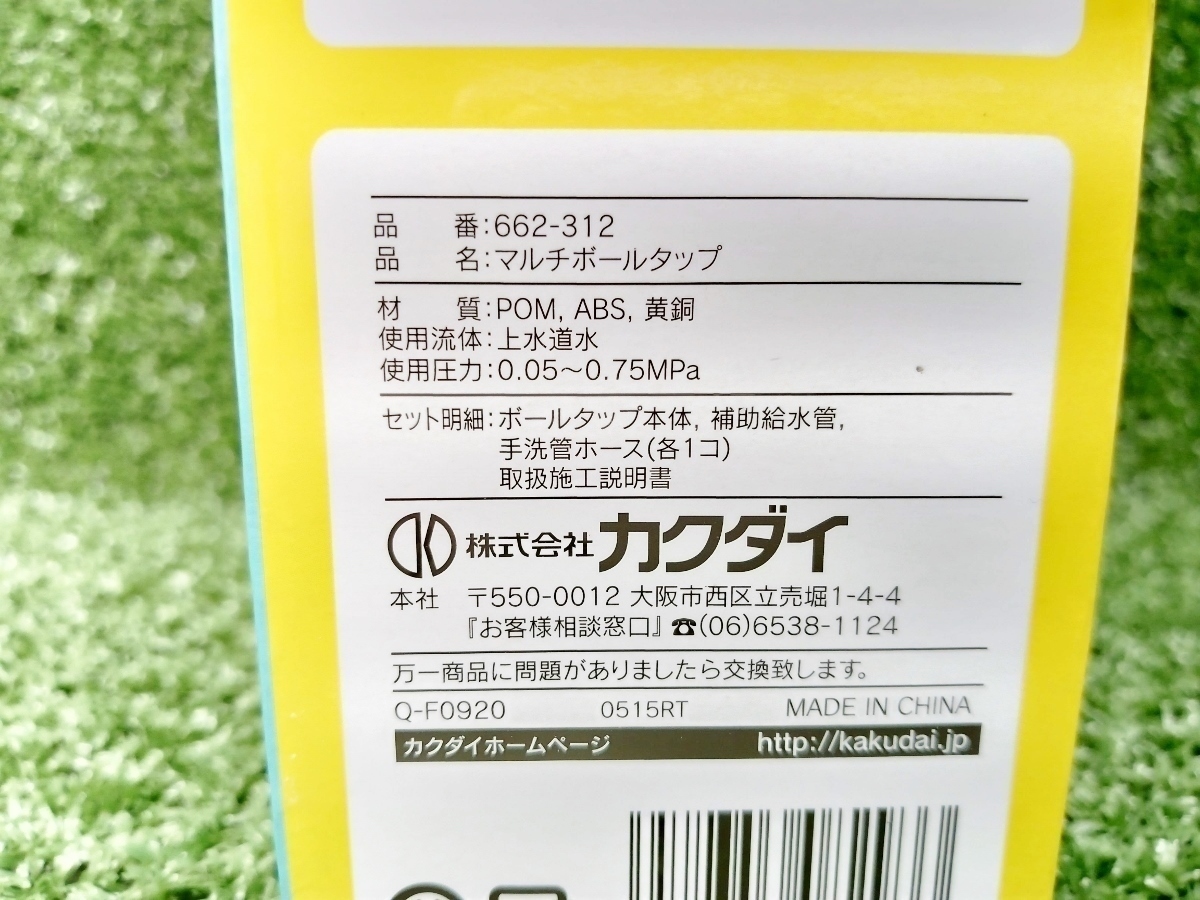 品　番:662-312
品　名:マルチボールタップ
材　質:POM, ABS, 黄銅
使用流体:上水道水
使用圧力:0.05〜0.75MPa
セット明細:ボールタップ本体, 補助給水管,
手洗管ホース(各1コ)
取扱施工説明書
株式会社カクダイ
本社 〒550-0012 大阪市西区立売堀1-4-4
『お客様相談窓口』☎(06)6538-1124
万一商品に問題がありましたら交換致します。
Q-F0920 0515RT MADE IN CHINA
カクダイホームページ http://kakudai.jp